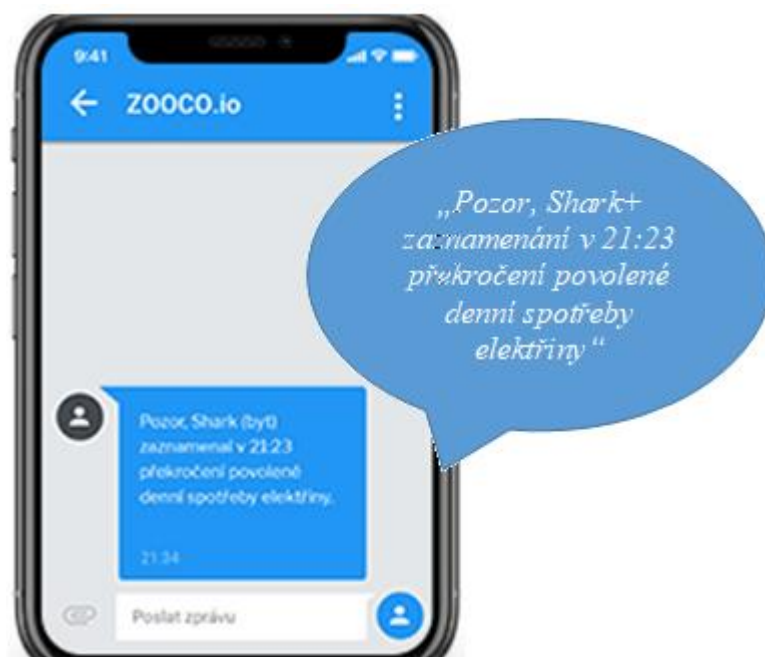 9:41
ZOOCO.io
„Pozor, Shark+
zaznamenání v 21:23
překročení povolené
denní spotřeby
elektřiny“
Pozor, Shark (byt)
zaznamenal v 21:23
překročení povolené
denní spotřeby elektřiny.
21:34
Poslat zprávu